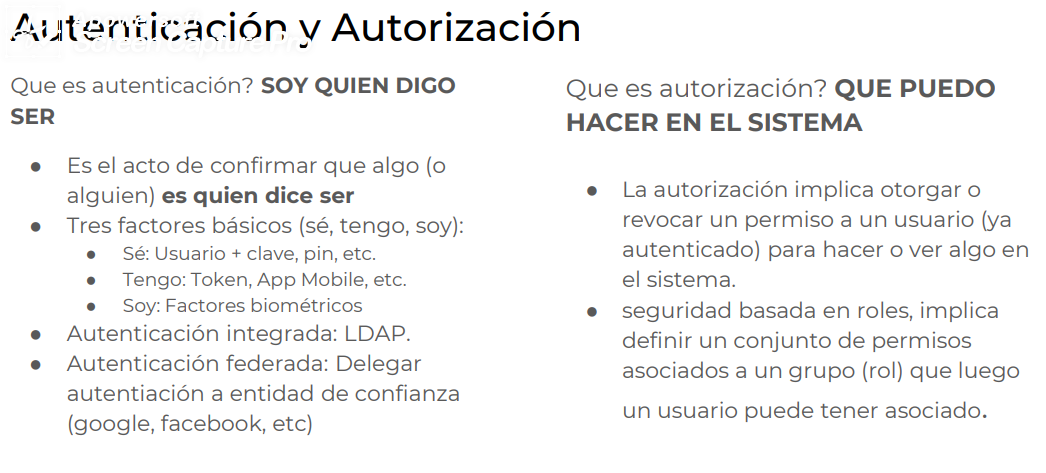 Autenticación y Autorización
Que es autenticación? SOY QUIEN DIGO
SER
● Es el acto de confirmar que algo (o
alguien) es quien dice ser
● Tres factores básicos (sé, tengo, soy):
● Sé: Usuario + clave, pin, etc.
● Tengo: Token, App Mobile, etc.
● Soy: Factores biométricos
● Autenticación integrada: LDAP.
● Autenticación federada: Delegar
autentiación a entidad de confianza
(google, facebook, etc)
Que es autorización? QUE PUEDO
HACER EN EL SISTEMA
● La autorización implica otorgar o
revocar un permiso a un usuario (ya
autenticado) para hacer o ver algo en
el sistema.
● seguridad basada en roles, implica
definir un conjunto de permisos
asociados a un grupo (rol) que luego
un usuario puede tener asociado.